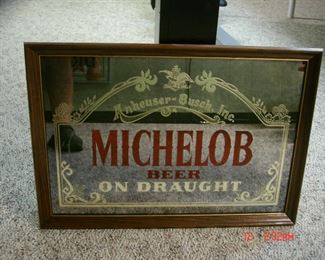 Anheuser-Busch, Inc.
MICHELOB
BEER
ON DRAUGHT